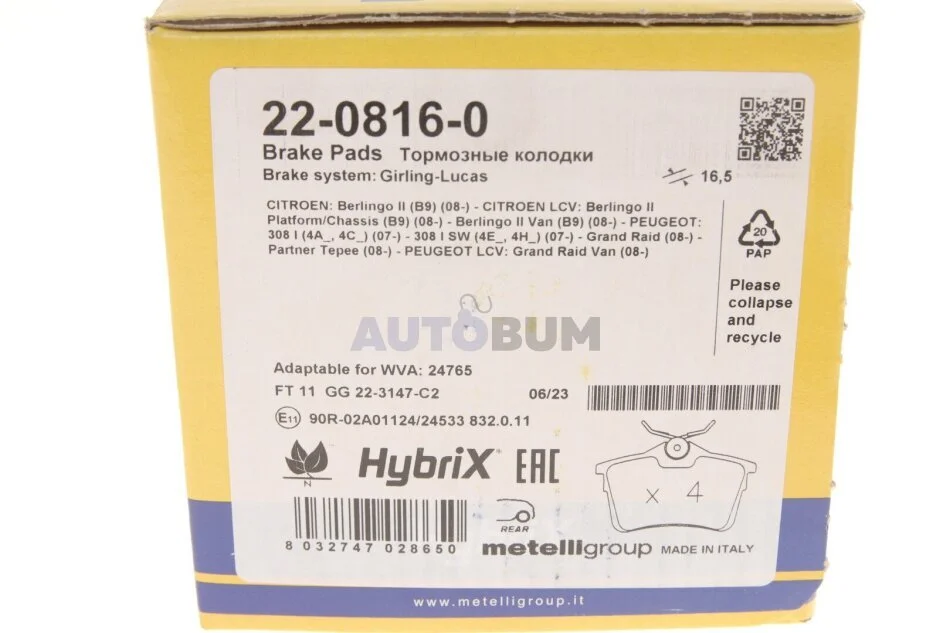 22-0816-0
Brake Pads Тормозные колодки
Brake system: Girling-Lucas
16,5
CITROEN: Berlingo II (B9) (08-) - CITROEN LCV: Berlingo II
Platform/Chassis (B9) (08-) - Berlingo II Van (B9) (08-) - PEUGEOT:
308 I (4A_, 4C_) (07-) - 308 I SW (4E_, 4H_) (07-) - Grand Raid (08-) -
Partner Tepee (08-) - PEUGEOT LCV: Grand Raid Van (08-)
20
PAP
Please
collapse
and
recycle
AUTOBUM
Adaptable for WVA: 24765
FT 11 GG 22-3147-C2
06/23
E11 90R-02A01124/24533 832.0.11
N
HybriX EAC
x 4
REAR
8 032747 028650
metelligroup MADE IN ITALY
www.metelligroup.it